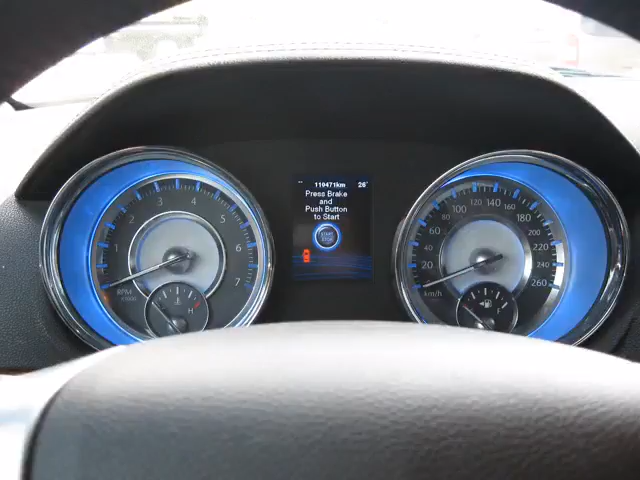 119471km 26°
Press Brake
and
Push Button
to Start
START
STOP
1 2 3 4 5 6 7
RPM
x1000
H
20 40 60 80 100 120 140 160 180 200 220 240 260
km/h
F